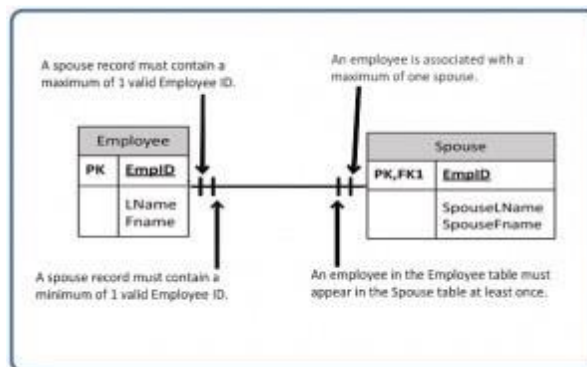 A spouse record must contain a
maximum of 1 valid Employee ID.
An employee is associated with a
maximum of one spouse.
Employee
PK EmpID
LName
Fname
Spouse
PK,FK1 EmpID
SpouseLName
SpouseFname
A spouse record must contain a
minimum of 1 valid Employee ID.
An employee in the Employee table must
appear in the Spouse table at least once.